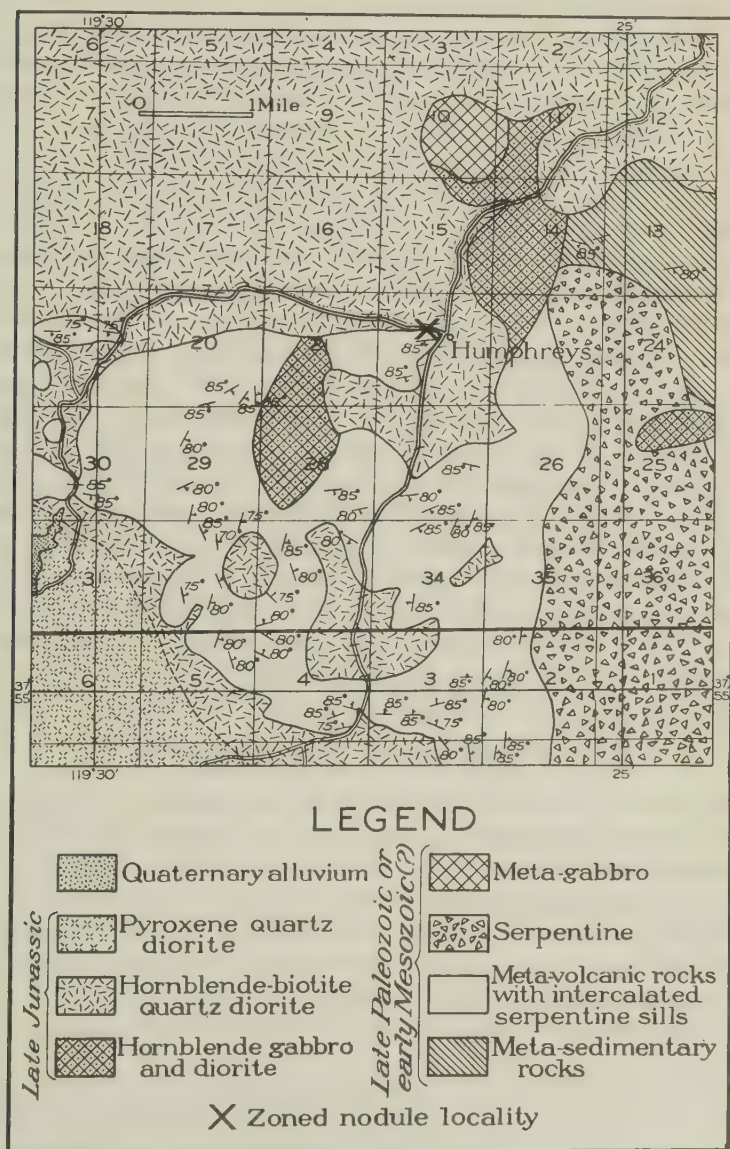 119°30'
25'
6 5 4 3 2 1
0 1 Mile
7 9 10 11 12
18 17 16 15 14 13
85° 80°
75° 75°
85°
20 85° Humphreys 24
85° 85°
85° 85°
80° 30 29 28 85° 26 25
85° 80° 85° 80°
85° 80° 75° 85°
85° 70° 80 85° 80° 80 85°
31 75° 85° 80° 34 35 36
80° 75° 85°
80° 80° 80°
80°
37° 55' 6 5 4 3 85° 80° 80° 2 1 37° 55'
85° 85° 85° 85° 80°
75° 85° 75°
80° 85° 85° 85°
119°30'
25'
LEGEND
Quaternary alluvium
Late Jurassic
Pyroxene quartz
diorite
Hornblende-biotite
quartz diorite
Hornblende gabbro
and diorite
Late Paleozoic or
early Mesozoic(?)
Meta-gabbro
Serpentine
Meta-volcanic rocks
with intercalated
serpentine sills
Meta-sedimentary
rocks
X Zoned nodule locality